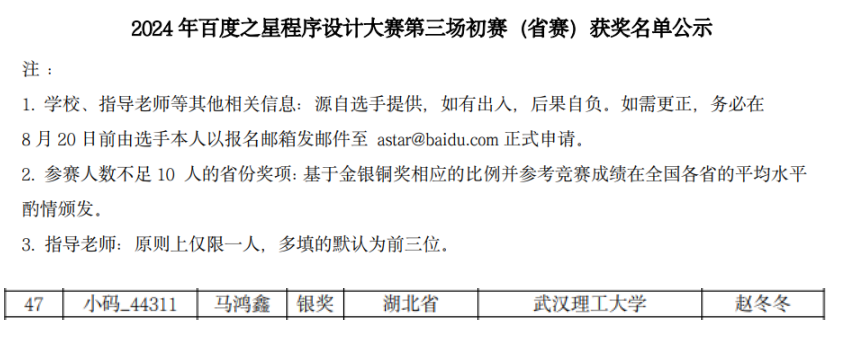 2024 年百度之星程序设计大赛第三场初赛（省赛）获奖名单公示
注：
1. 学校、指导老师等其他相关信息：源自选手提供，如有出入，后果自负。如需更正，务必在
8 月 20 日前由选手本人以报名邮箱发邮件至 astar@baidu.com 正式申请。
2. 参赛人数不足 10 人的省份奖项：基于金银铜奖相应的比例并参考竞赛成绩在全国各省的平均水平
酌情颁发。
3. 指导老师：原则上仅限一人，多填的默认为前三位。
47 小码_44311 马鸿鑫 银奖 湖北省 武汉理工大学 赵冬冬